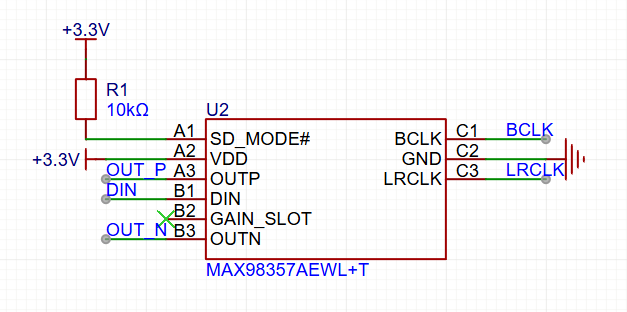 +3.3V
R1
10kΩ
U2
A1 SD_MODE# BCLK C1 BCLK
+3.3V A2 VDD GND C2
OUT_P A3 OUTP LRCLK C3 LRCLK
DIN B1 DIN
B2 GAIN_SLOT
OUT_N B3 OUTN
MAX98357AEWL+T